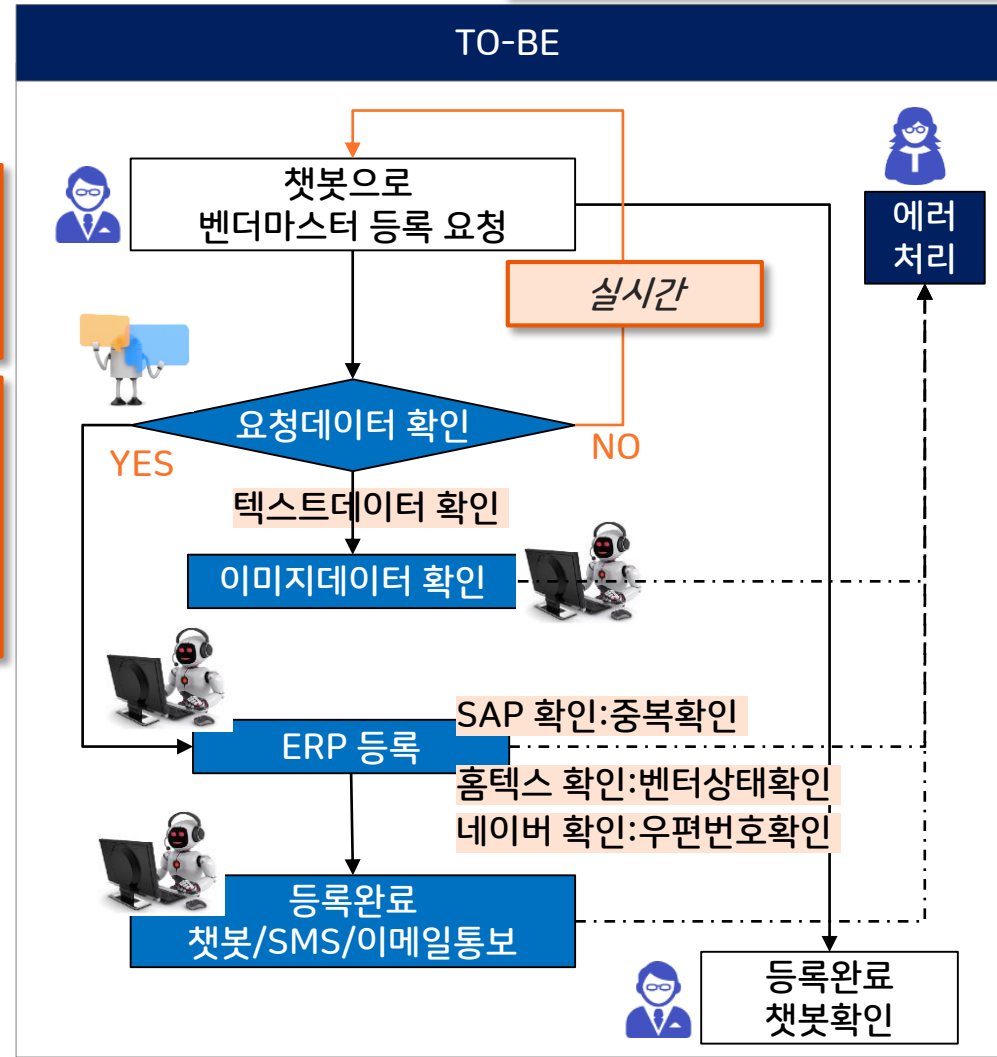 TO-BE
챗봇으로
벤더마스터 등록 요청
에러
처리
실시간
요청데이터 확인
YES
NO
텍스트데이터 확인
이미지데이터 확인
SAP 확인:중복확인
ERP 등록
홈텍스 확인:벤터상태확인
네이버 확인:우편번호확인
등록완료
챗봇/SMS/이메일통보
등록완료
챗봇확인